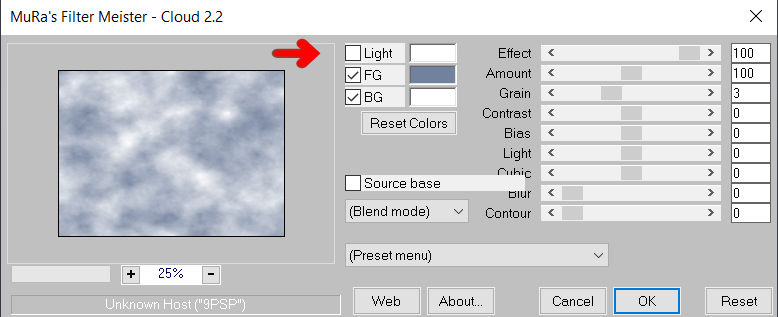 MuRa's Filter Meister - Cloud 2.2
Light
FG
BG
Reset Colors
Source base
(Blend mode)
(Preset menu)
Effect < > 100
Amount < > 100
Grain < > 3
Contrast < > 0
Bias < > 0
Light < > 0
Cubic < > 0
Blur < > 0
Contour < > 0
+ 25% -
Unknown Host ("9PSP")
Web
About...
Cancel
OK
Reset